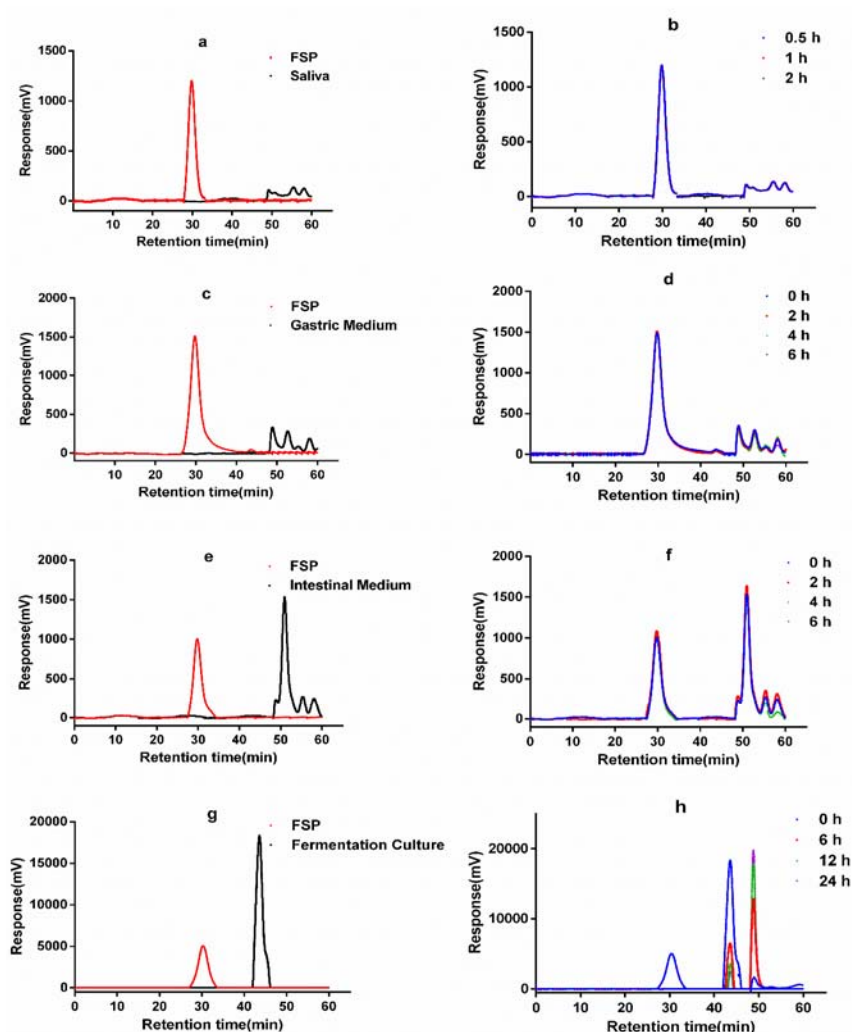 a
FSP
Saliva
1500
1000
500
0
Response(mV)
10 20 30 40 50 60
Retention time(min)
b
0.5 h
1 h
2 h
1500
1000
500
0
Response(mV)
0 10 20 30 40 50 60
Retention time(min)
c
FSP
Gastric Medium
2000
1500
1000
500
0
Response(mV)
10 20 30 40 50 60
Retention time(min)
d
0 h
2 h
4 h
6 h
2000
1500
1000
500
0
Response(mV)
0 10 20 30 40 50 60
Retention time(min)
e
FSP
Intestinal Medium
2000
1500
1000
500
0
Response(mV)
0 10 20 30 40 50 60
Retention time(min)
f
0 h
2 h
4 h
6 h
2000
1500
1000
500
0
Response(mV)
0 10 20 30 40 50 60
Retention time(min)
g
FSP
Fermentation Culture
20000
15000
10000
5000
0
Response(mV)
0 10 20 30 40 50 60
Retention time(min)
h
0 h
6 h
12 h
24 h
20000
10000
0
Response(mV)
0 10 20 30 40 50 60
Retention time(min)